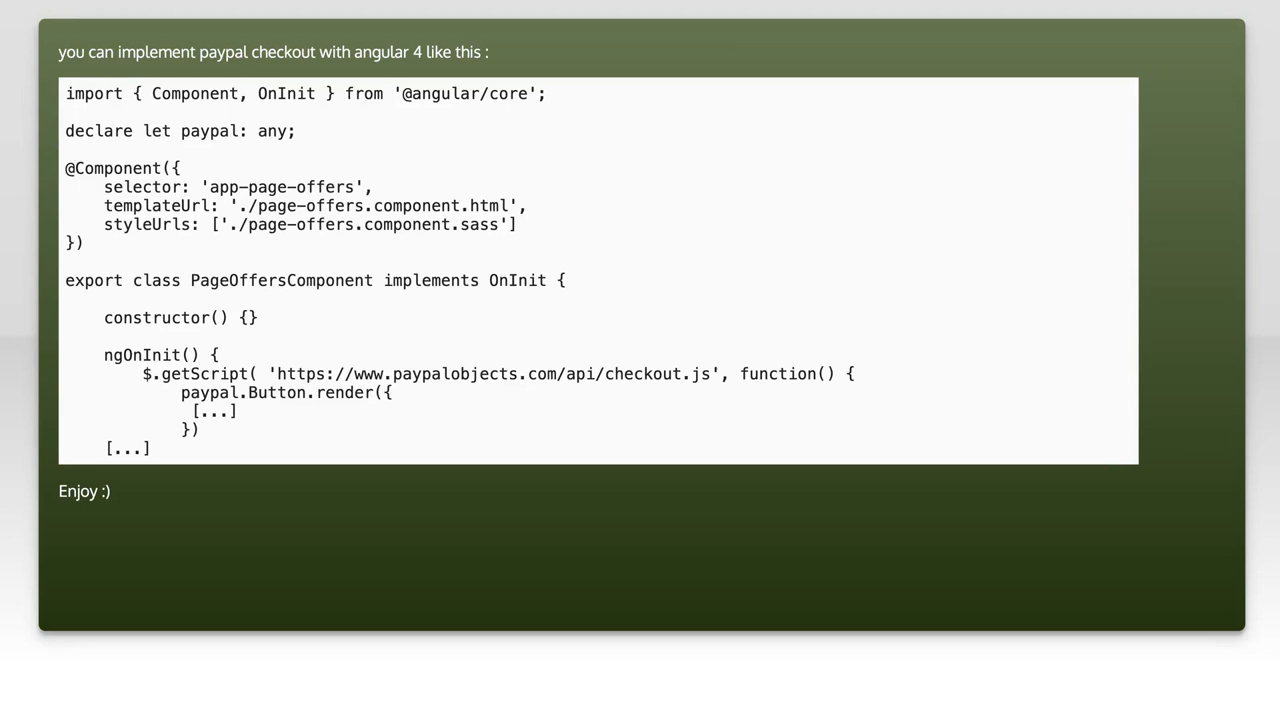 you can implement paypal checkout with angular 4 like this :
import { Component, OnInit } from '@angular/core';
declare let paypal: any;
@Component({
    selector: 'app-page-offers',
    templateUrl: './page-offers.component.html',
    styleUrls: ['./page-offers.component.sass']
})
export class PageOffersComponent implements OnInit {
    constructor() {}
    ngOnInit() {
        $.getScript( 'https://www.paypalobjects.com/api/checkout.js', function() {
            paypal.Button.render({
             [...]
            })
    [...]
Enjoy :)